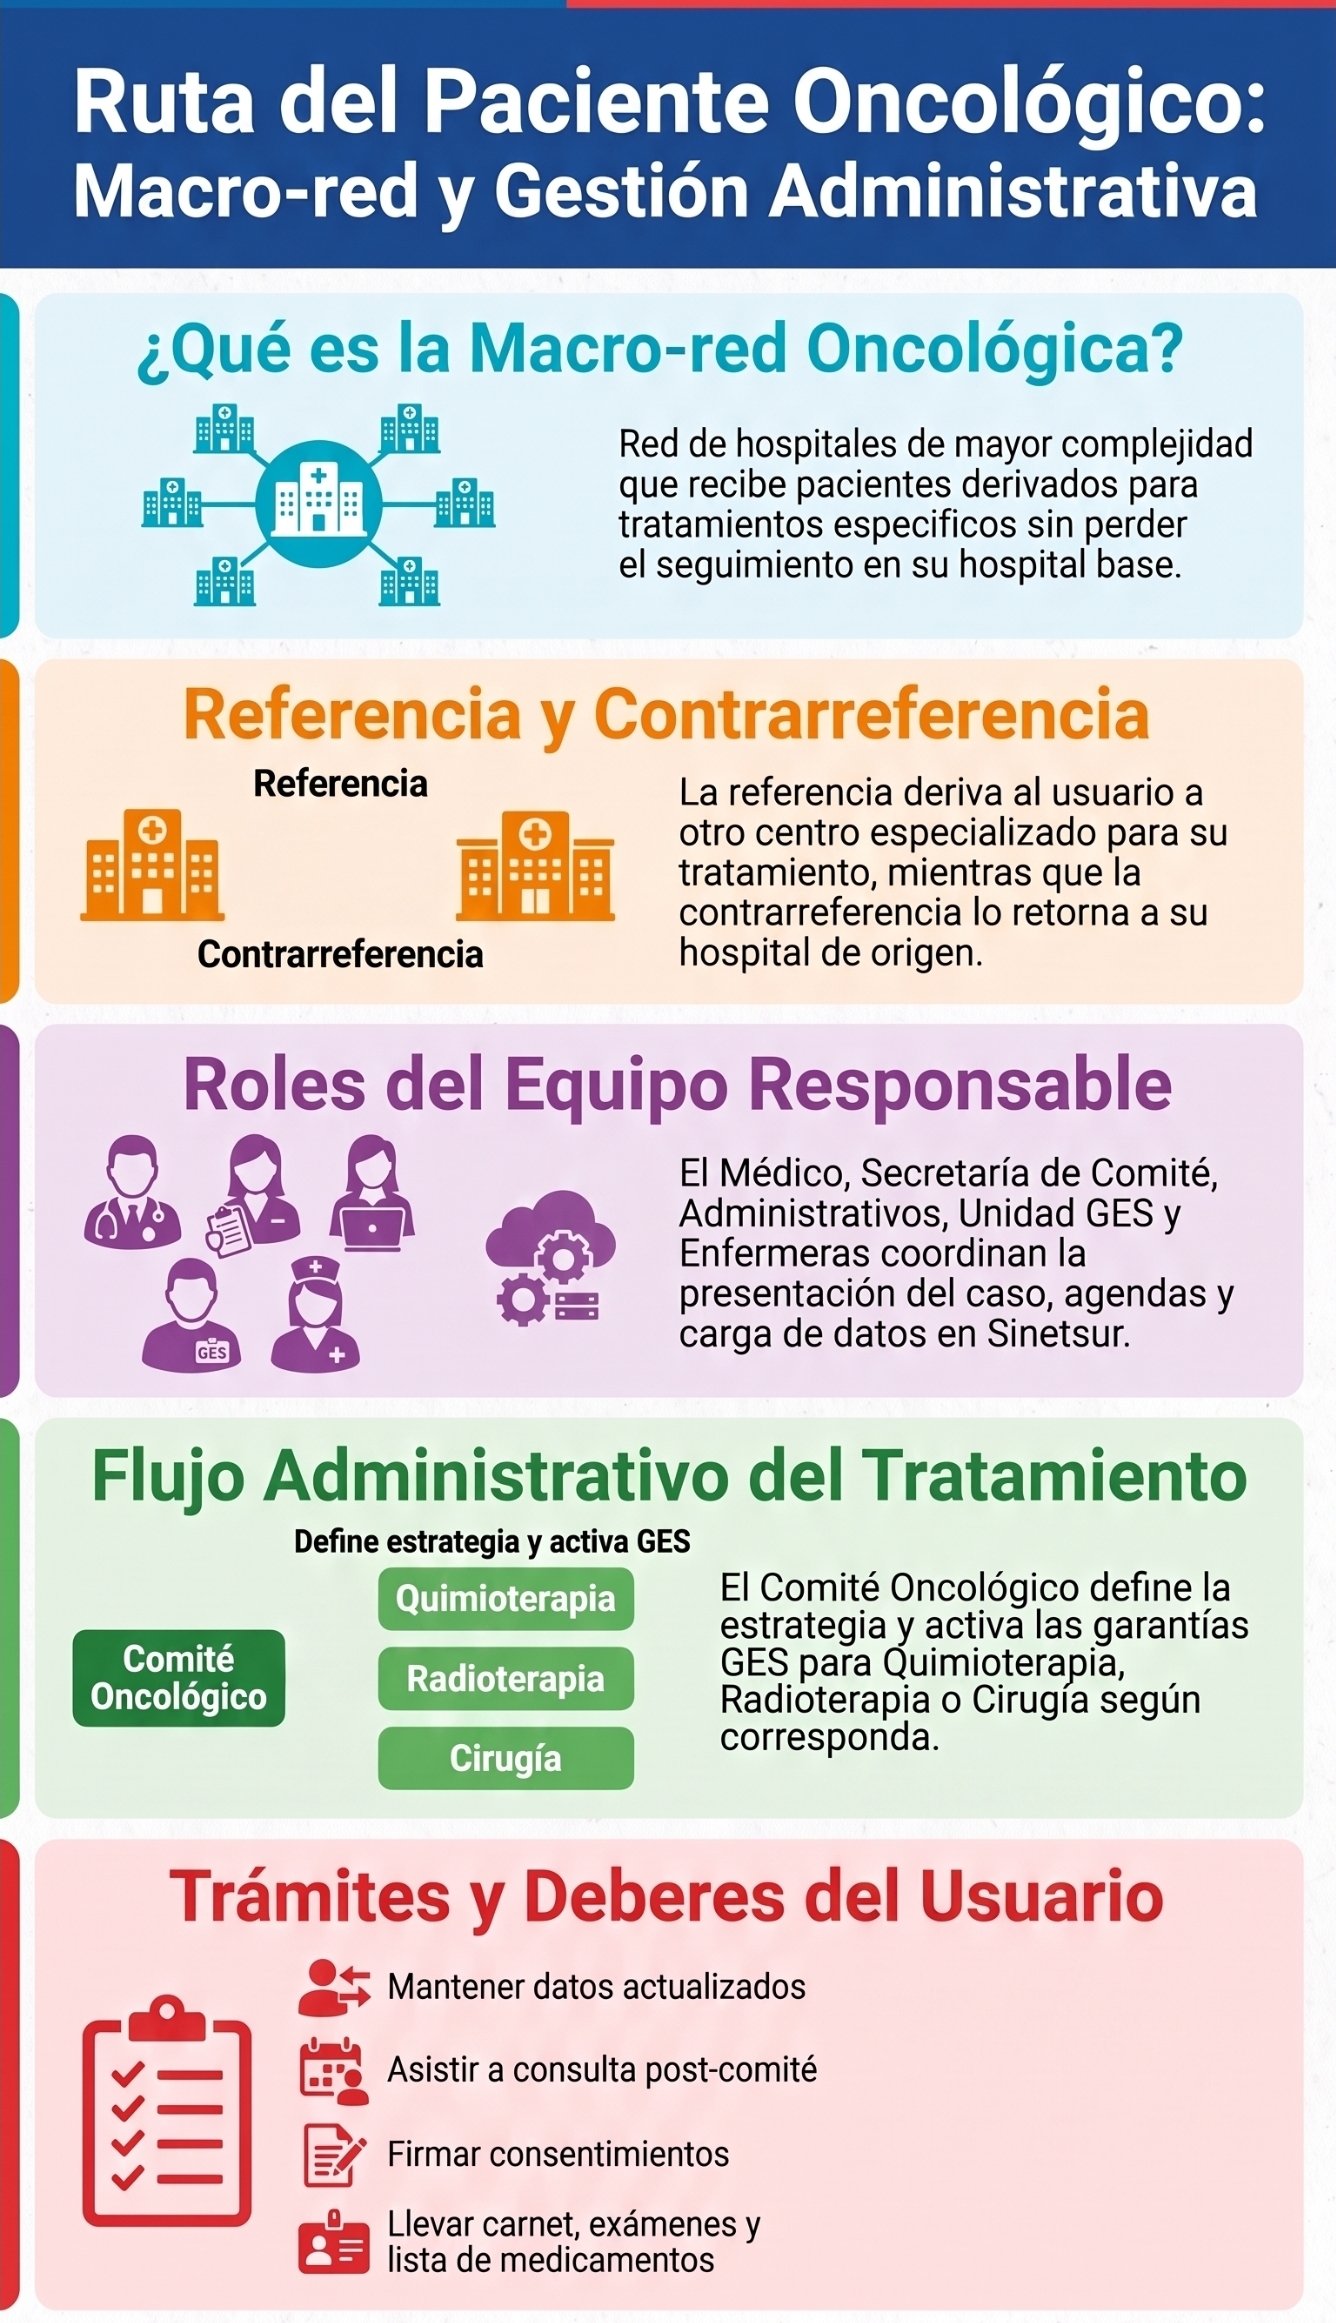 Ruta del Paciente Oncológico:
Macro-red y Gestión Administrativa
¿Qué es la Macro-red Oncológica?
Red de hospitales de mayor complejidad
que recibe pacientes derivados para
tratamientos especificos sin perder
el seguimiento en su hospital base.
Referencia y Contrarreferencia
Referencia
Contrarreferencia
La referencia deriva al usuario a
otro centro especializado para su
tratamiento, mientras que la
contrarreferencia lo retorna a su
hospital de origen.
Roles del Equipo Responsable
GES
El Médico, Secretaría de Comité,
Administrativos, Unidad GES y
Enfermeras coordinan la
presentación del caso, agendas y
carga de datos en Sinetsur.
Flujo Administrativo del Tratamiento
Define estrategia y activa GES
Comité
Oncológico
Quimioterapia
Radioterapia
Cirugía
El Comité Oncológico define la
estrategia y activa las garantías
GES para Quimioterapia,
Radioterapia o Cirugía según
corresponda.
Trámites y Deberes del Usuario
Mantener datos actualizados
Asistir a consulta post-comité
Firmar consentimientos
Llevar carnet, exámenes y
lista de medicamentos